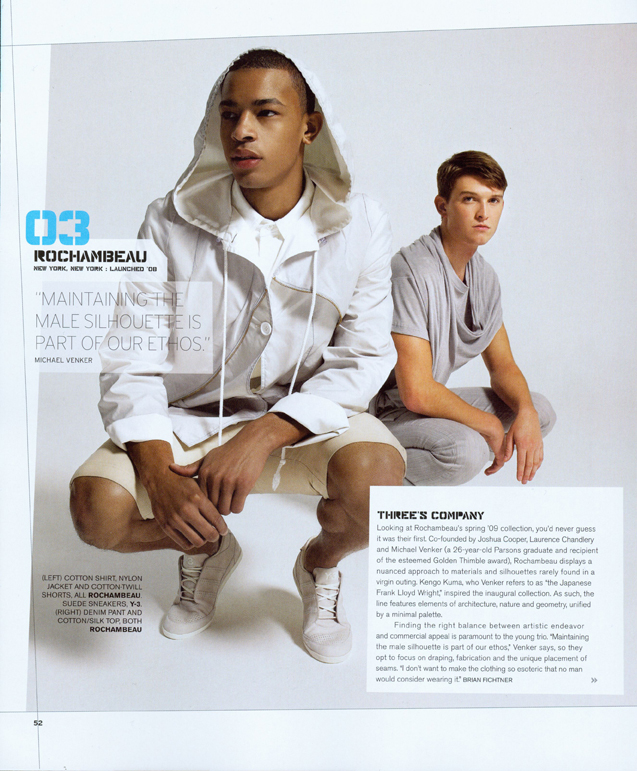 03
ROCHAMBEAU
NEW YORK, NEW YORK : LAUNCHED '08
"MAINTAINING THE
MALE SILHOUETTE IS
PART OF OUR ETHOS."
MICHAEL VENKER
(LEFT) COTTON SHIRT, NYLON
JACKET AND COTTON-TWILL
SHORTS, ALL ROCHAMBEAU.
SUEDE SNEAKERS, Y-3.
(RIGHT) DENIM PANT AND
COTTON/SILK TOP, BOTH
ROCHAMBEAU
THREE'S COMPANY
Looking at Rochambeau's spring '09 collection, you'd never guess
it was their first. Co-founded by Joshua Cooper, Laurence Chandlery
and Michael Venker (a 26-year-old Parsons graduate and recipient
of the esteemed Golden Thimble award), Rochambeau displays a
nuanced approach to materials and silhouettes rarely found in a
virgin outing. Kengo Kuma, who Venker refers to as "the Japanese
Frank Lloyd Wright," inspired the inaugural collection. As such, the
line features elements of architecture, nature and geometry, unified
by a minimal palette.
Finding the right balance between artistic endeavor
and commercial appeal is paramount to the young trio. "Maintaining
the male silhouette is part of our ethos," Venker says, so they
opt to focus on draping, fabrication and the unique placement of
seams. "I don't want to make the clothing so esoteric that no man
would consider wearing it." BRIAN FICHTNER »
52